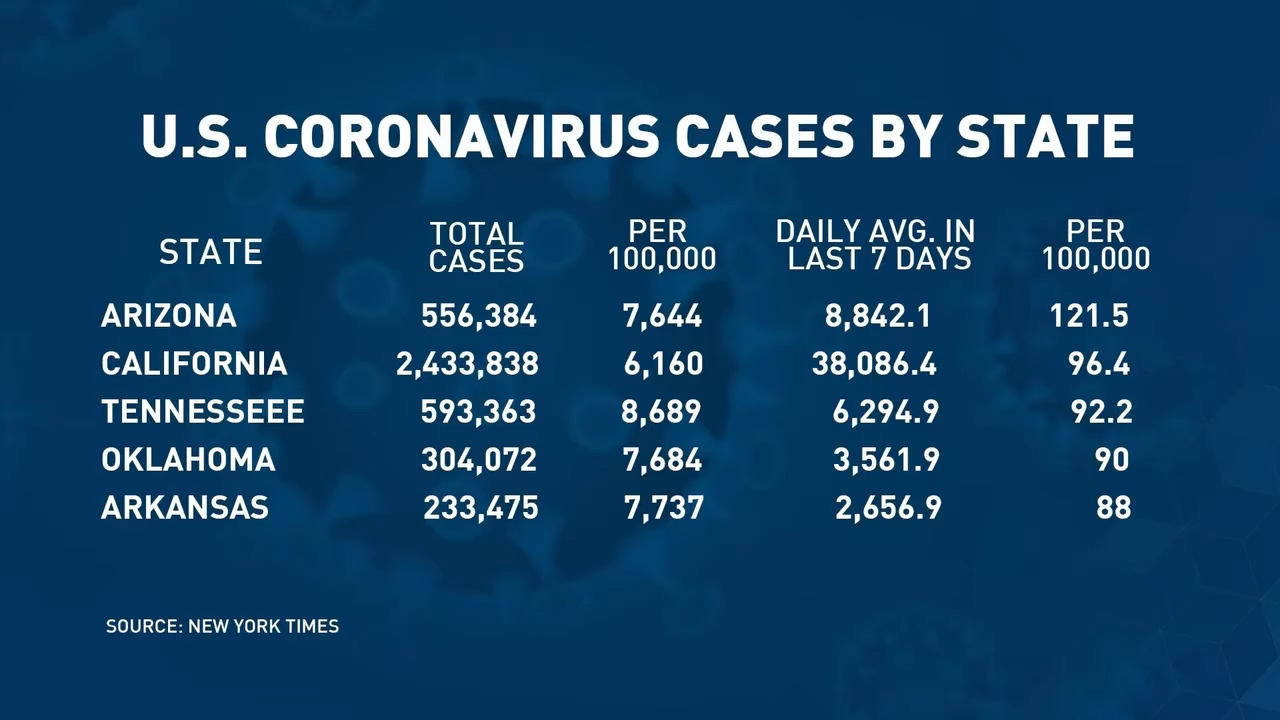 U.S. CORONAVIRUS CASES BY STATE
STATE TOTAL CASES PER 100,000 DAILY AVG. IN LAST 7 DAYS PER 100,000
ARIZONA 556,384 7,644 8,842.1 121.5
CALIFORNIA 2,433,838 6,160 38,086.4 96.4
TENNESSEEE 593,363 8,689 6,294.9 92.2
OKLAHOMA 304,072 7,684 3,561.9 90
ARKANSAS 233,475 7,737 2,656.9 88
SOURCE: NEW YORK TIMES